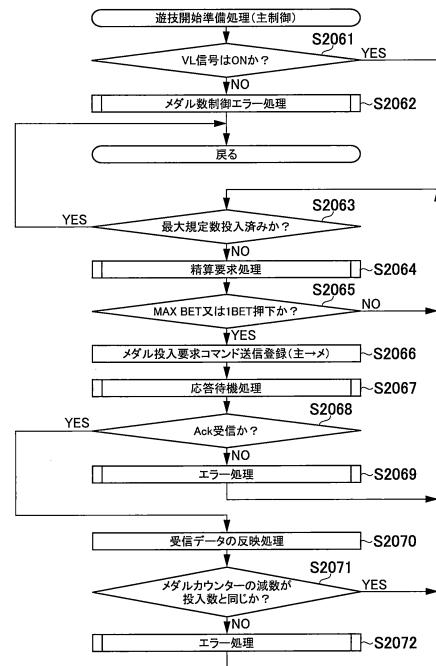 遊技開始準備処理(主制御)
S2061
VL信号はONか?
YES
NO
メダル数制御エラー処理
S2062
戻る
S2063
YES
最大規定数投入済みか?
NO
精算要求処理
S2064
S2065
MAX BET又は1BET押下か?
NO
YES
メダル投入要求コマンド送信登録(主→メ)
S2066
応答待機処理
S2067
S2068
YES
Ack受信か?
NO
エラー処理
S2069
受信データの反映処理
S2070
S2071
メダルカウンターの減数が
投入数と同じか?
YES
NO
エラー処理
S2072